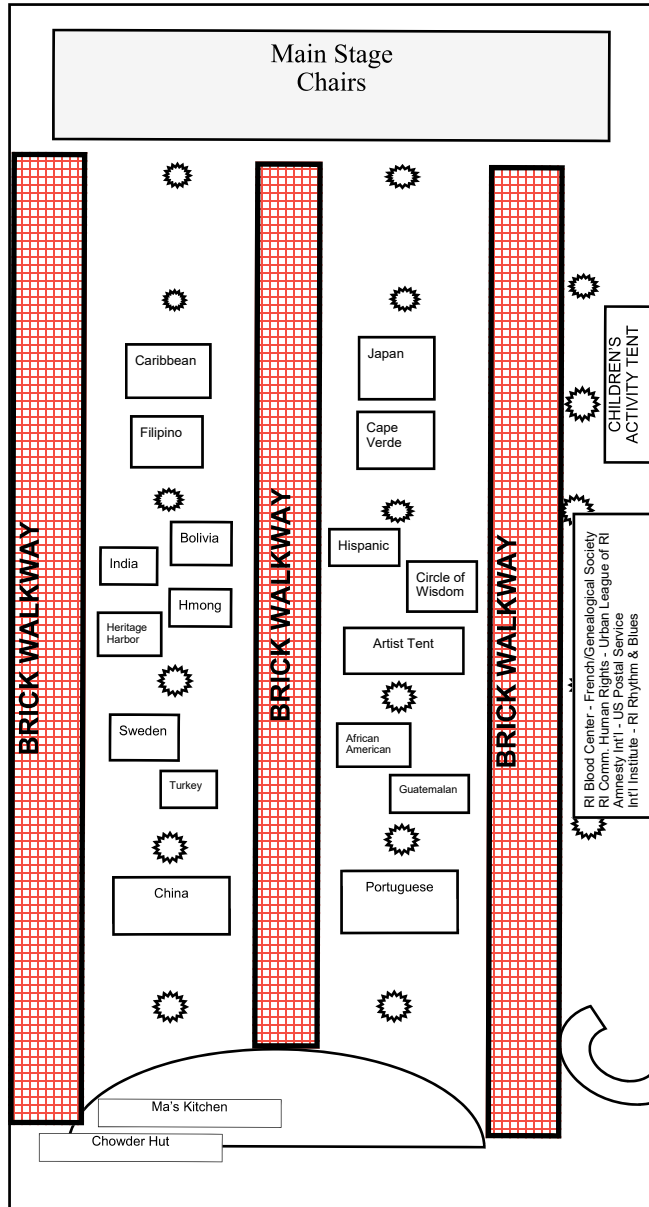 Main Stage
Chairs
Caribbean
Japan
CHILDREN'S
ACTIVITY TENT
Filipino
Cape
Verde
BRICK WALKWAY
BRICK WALKWAY
BRICK WALKWAY
Bolivia
Hispanic
India
Circle of
Wisdom
Hmong
Heritage
Harbor
Artist Tent
RI Blood Center - French/Genealogical Society
RI Comm. Human Rights - Urban League of RI
Amnesty Int'l - US Postal Service
Int'l Institute - RI Rhythm & Blues
Sweden
African
American
Turkey
Guatemalan
China
Portuguese
Ma's Kitchen
Chowder Hut